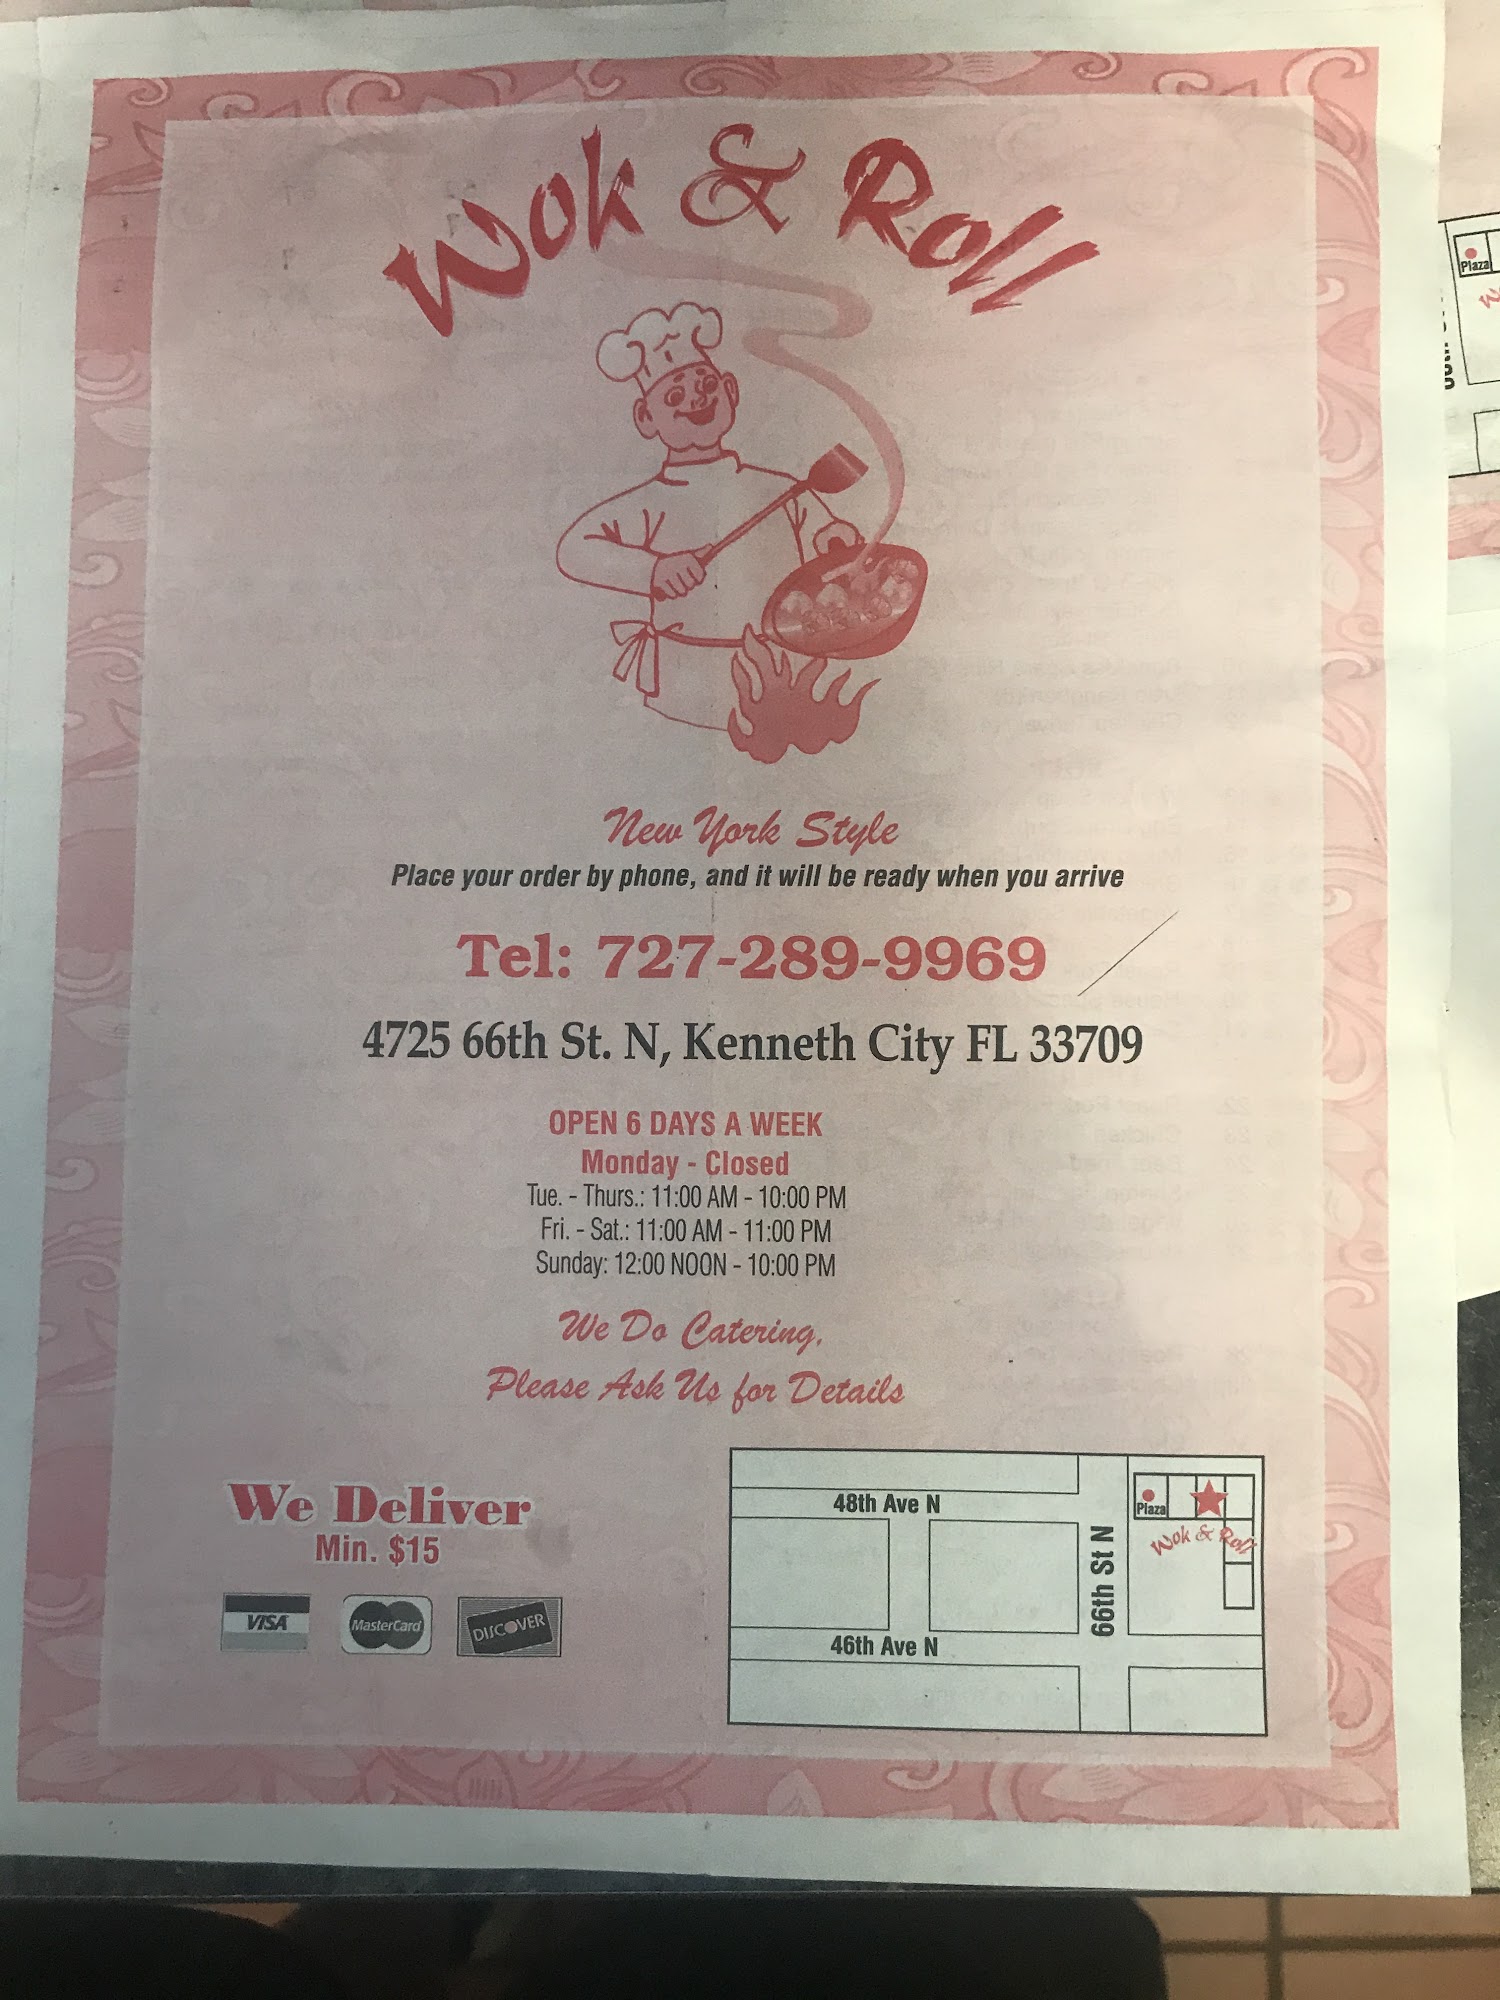 Wok & Roll
New York Style
Place your order by phone, and it will be ready when you arrive
Tel: 727-289-9969
4725 66th St. N, Kenneth City FL 33709
OPEN 6 DAYS A WEEK
Monday - Closed
Tue. - Thurs.: 11:00 AM - 10:00 PM
Fri. - Sat.: 11:00 AM - 11:00 PM
Sunday: 12:00 NOON - 10:00 PM
We Do Catering,
Please Ask Us for Details
We Deliver
Min. $15
VISA
MasterCard
DISCOVER
48th Ave N
46th Ave N
66th St N
Plaza
Wok & Roll
Plaza